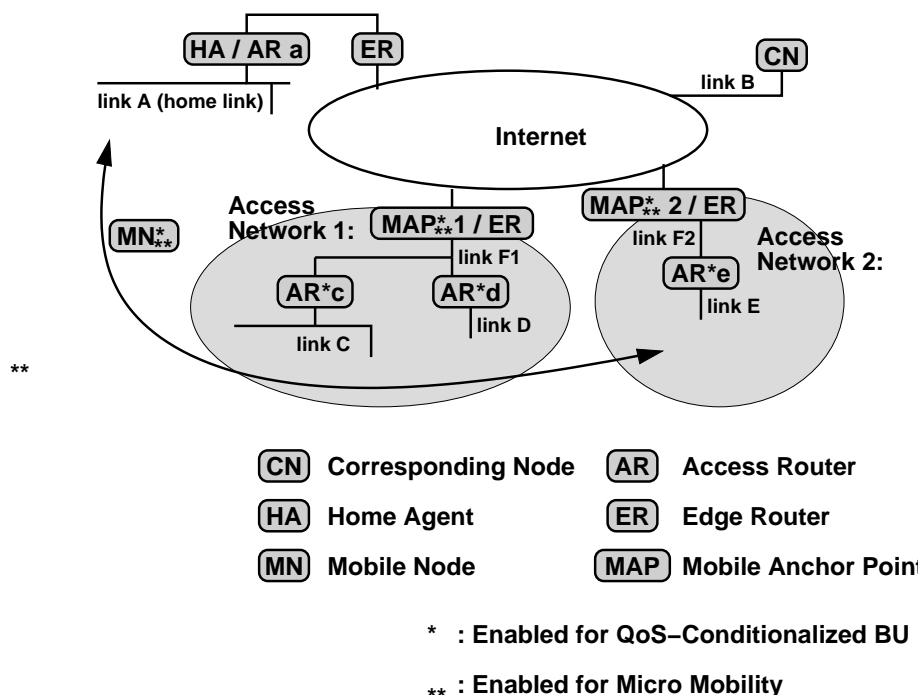 HA / AR a
ER
CN
link A (home link)
link B
Internet
Access
Network 1:
MAP*** 1 / ER
MAP*** 2 / ER
MN***
link F1
link F2
Access
Network 2:
AR*c
AR*d
AR*e
link C
link D
link E
**
CN Corresponding Node
AR Access Router
HA Home Agent
ER Edge Router
MN Mobile Node
MAP Mobile Anchor Point
* : Enabled for QoS−Conditionalized BU
** : Enabled for Micro Mobility